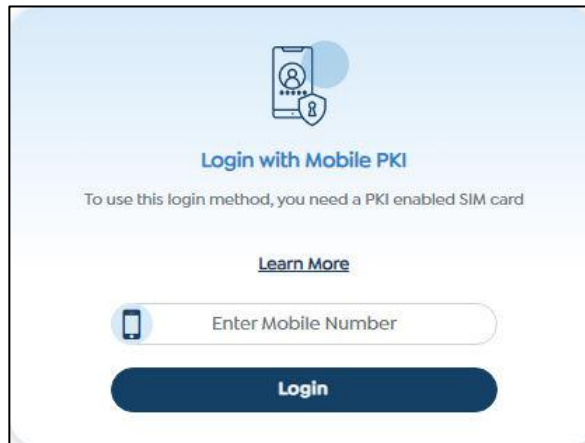 Login with Mobile PKI
To use this login method, you need a PKI enabled SIM card
Learn More
Enter Mobile Number
Login